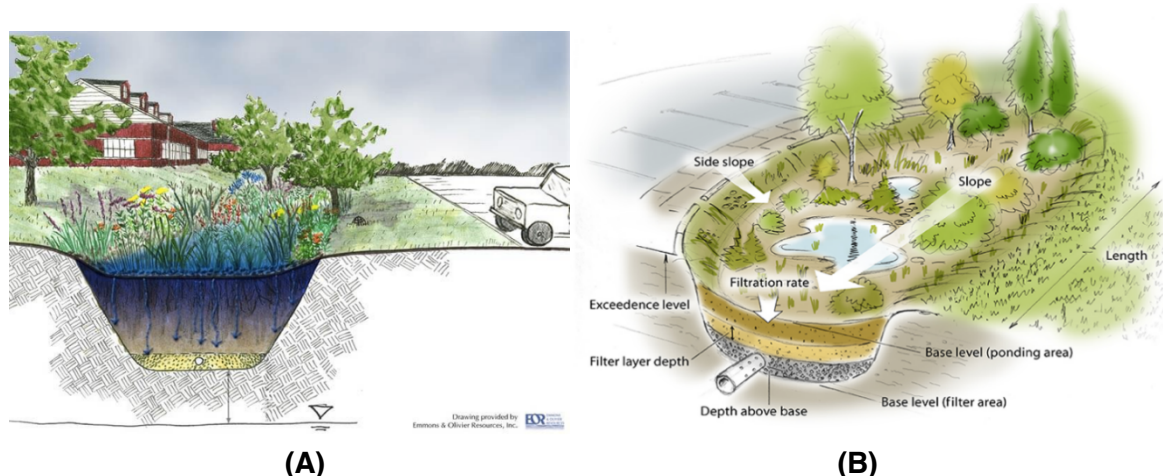 Drawing provided by
Emmons & Olivier Resources, Inc.
EOR
(A)
Side slope
Slope
Length
Filtration rate
Exceedence level
Filter layer depth
Base level (ponding area)
Base level (filter area)
Depth above base
(B)